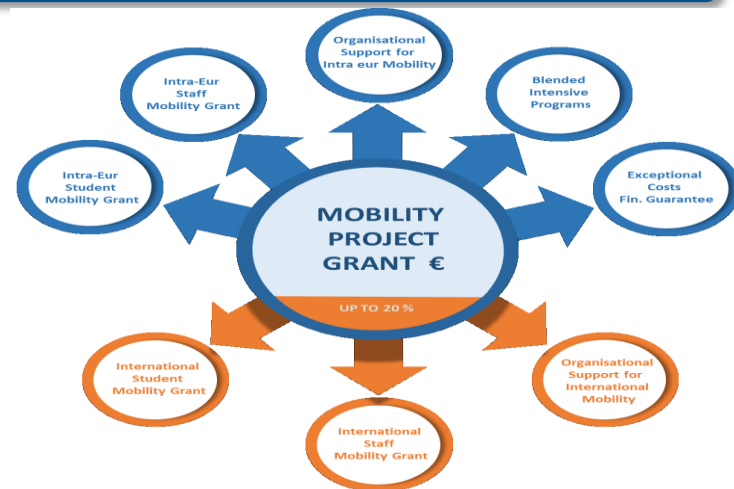 Organisational
Support for
Intra eur Mobility
Intra-Eur
Staff
Mobility Grant
Blended
Intensive
Programs
Intra-Eur
Student
Mobility Grant
Exceptional
Costs
Fin. Guarantee
MOBILITY
PROJECT
GRANT €
UP TO 20 %
International
Student
Mobility Grant
Organisational
Support for
International
Mobility
International
Staff
Mobility Grant